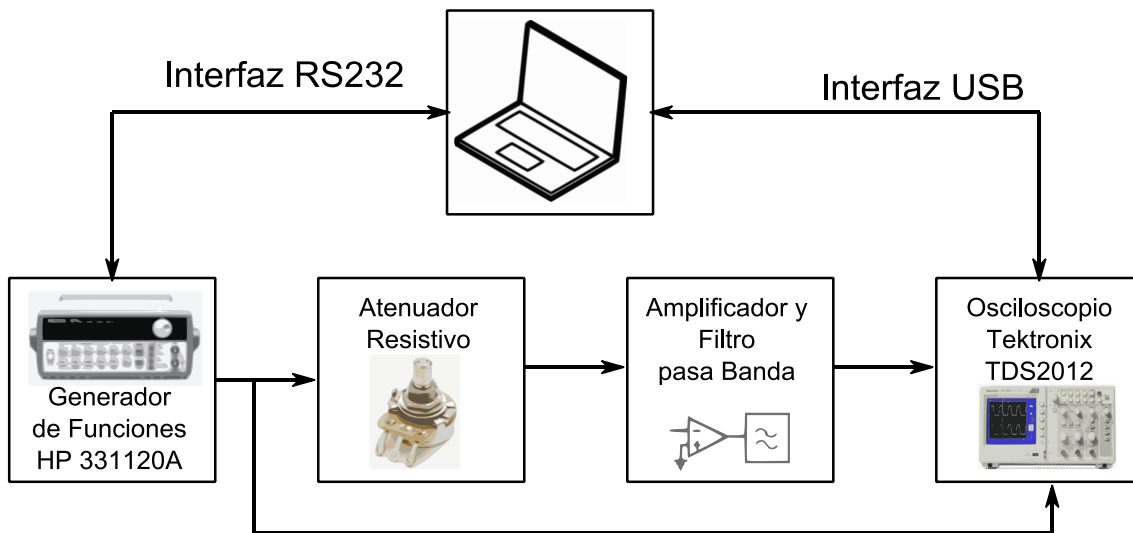 Interfaz RS232
Interfaz USB
Generador
de Funciones
HP 331120A
Atenuador
Resistivo
Amplificador y
Filtro
pasa Banda
Osciloscopio
Tektronix
TDS2012